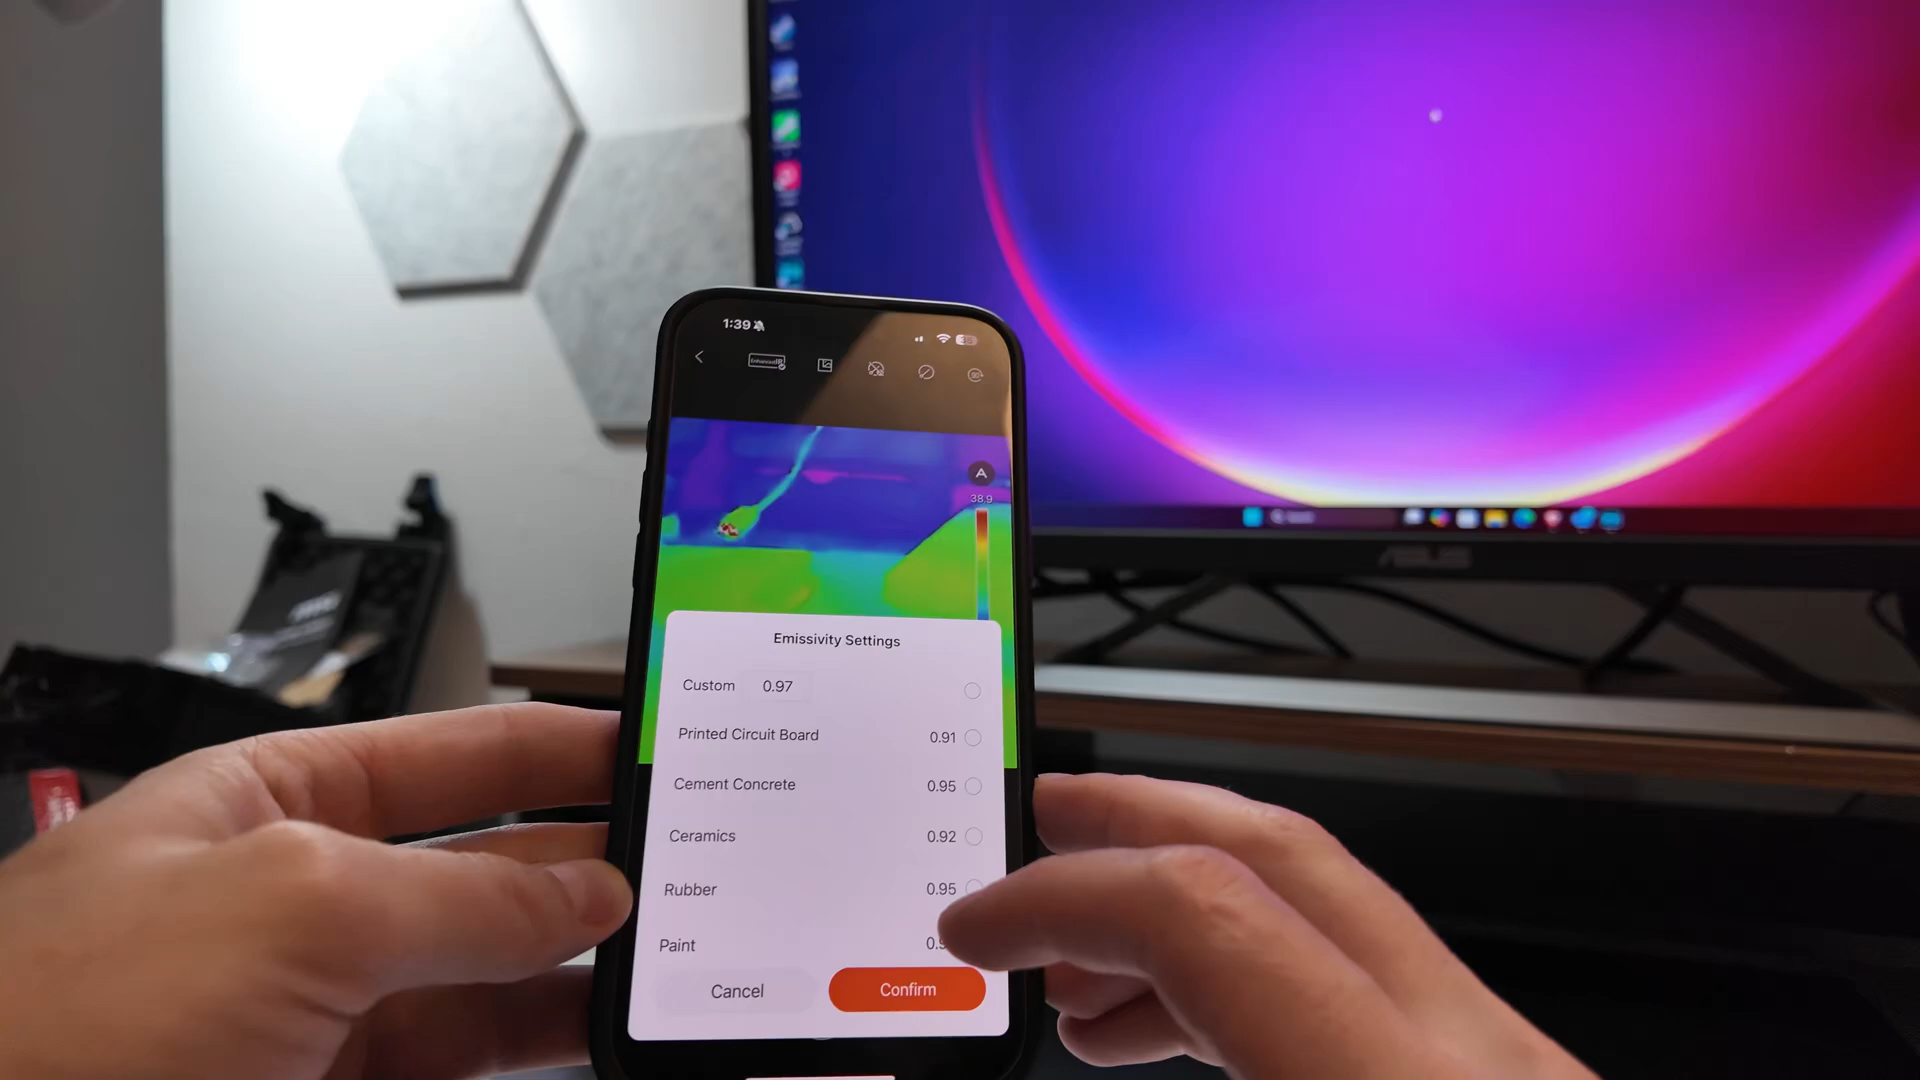 1:39
A
38.9
Emissivity Settings
Custom 0.97
Printed Circuit Board 0.91
Cement Concrete 0.95
Ceramics 0.92
Rubber 0.95
Paint
Cancel Confirm
ASUS